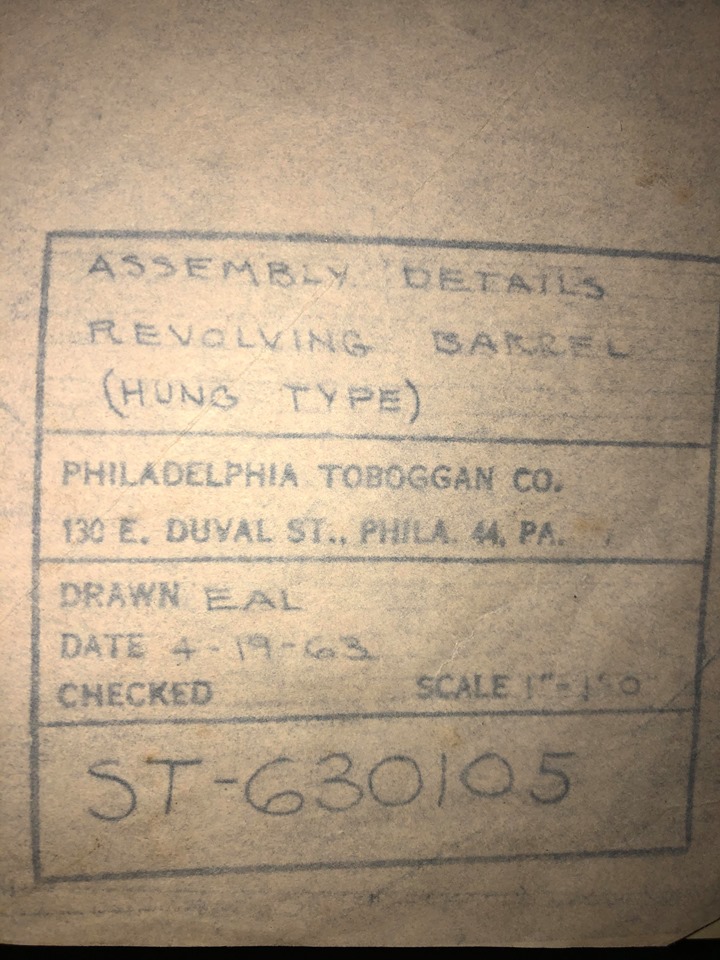 ASSEMBLY DETAILS
REVOLVING BARREL
(HUNG TYPE)
PHILADELPHIA TOBOGGAN CO.
130 E. DUVAL ST., PHILA. 44, PA.
DRAWN EAL
DATE 4-19-63
CHECKED SCALE
ST-630105